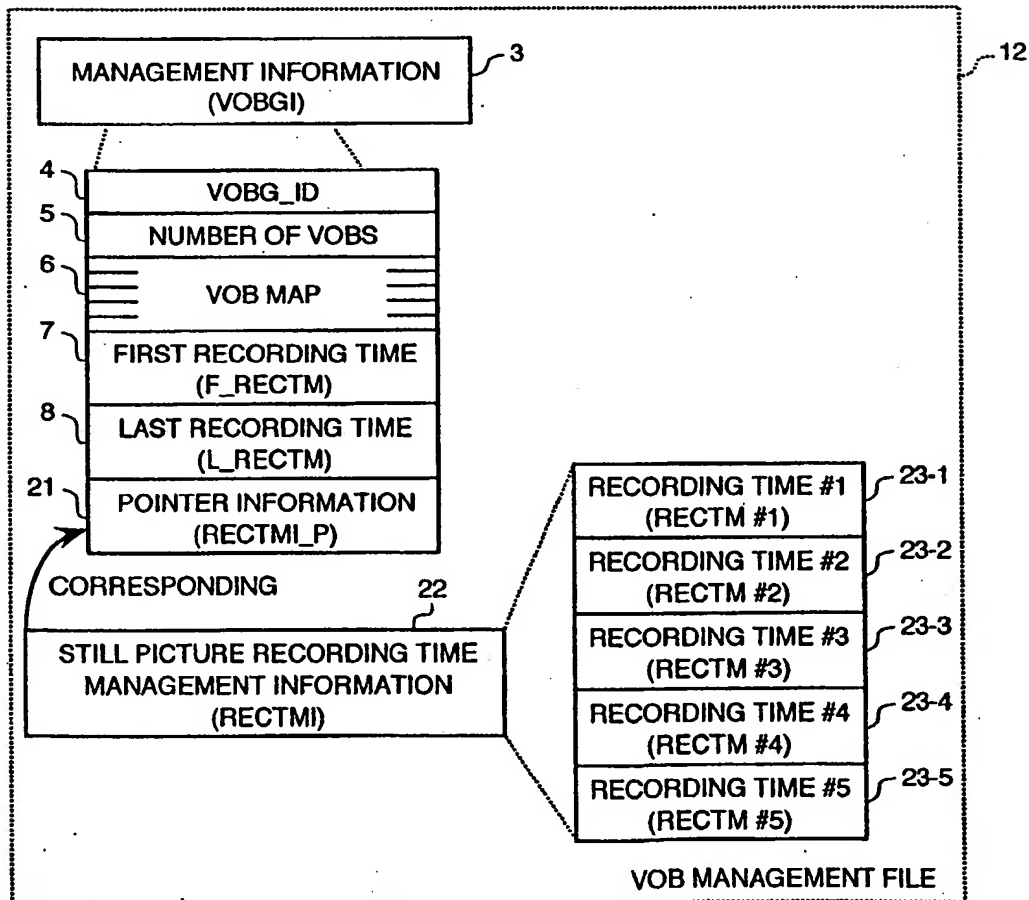 MANAGEMENT INFORMATION
(VOBGI)
3
12
4
VOBG_ID
5
NUMBER OF VOBS
6
VOB MAP
7
FIRST RECORDING TIME
(F_RECTM)
8
LAST RECORDING TIME
(L_RECTM)
21
POINTER INFORMATION
(RECTMI_P)
CORRESPONDING
22
STILL PICTURE RECORDING TIME
MANAGEMENT INFORMATION
(RECTMI)
RECORDING TIME #1
(RECTM #1)
23-1
RECORDING TIME #2
(RECTM #2)
23-2
RECORDING TIME #3
(RECTM #3)
23-3
RECORDING TIME #4
(RECTM #4)
23-4
RECORDING TIME #5
(RECTM #5)
23-5
VOB MANAGEMENT FILE